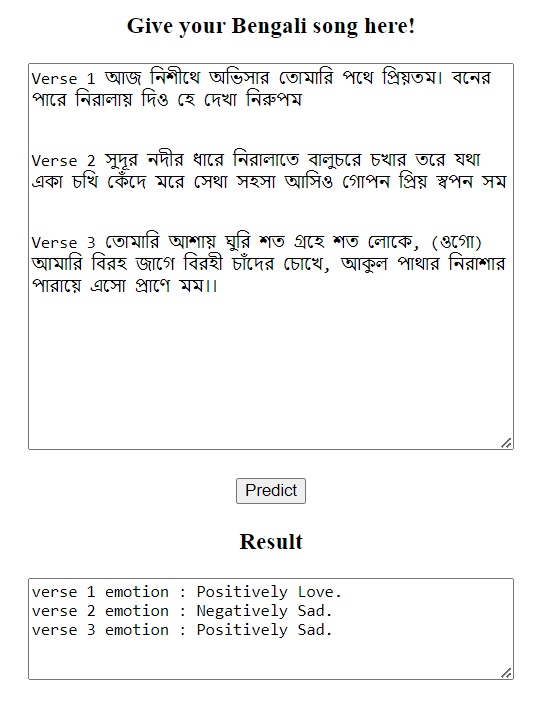 Give your Bengali song here!
Verse 1 আজ নিশীথে অভিসার তোমারি পথে প্রিয়তম। বনের
পারে নিরালায় দিও হে দেখা নিরুপম
Verse 2 সুদূর নদীর ধারে নিরালাতে বালুচরে চখার তরে যথা
একা চখি কেঁদে মরে সেথা সহসা আসিও গোপন প্রিয় স্বপন সম
Verse 3 তোমারি আশায় ঘুরি শত গ্রহে শত লোকে, (ওগো)
আমারি বিরহ জাগে বিরহী চাঁদের চোখে, আকুল পাথার নিরাশার
পারায়ে এসো প্রাণে মম।।
Predict
Result
verse 1 emotion : Positively Love.
verse 2 emotion : Negatively Sad.
verse 3 emotion : Positively Sad.